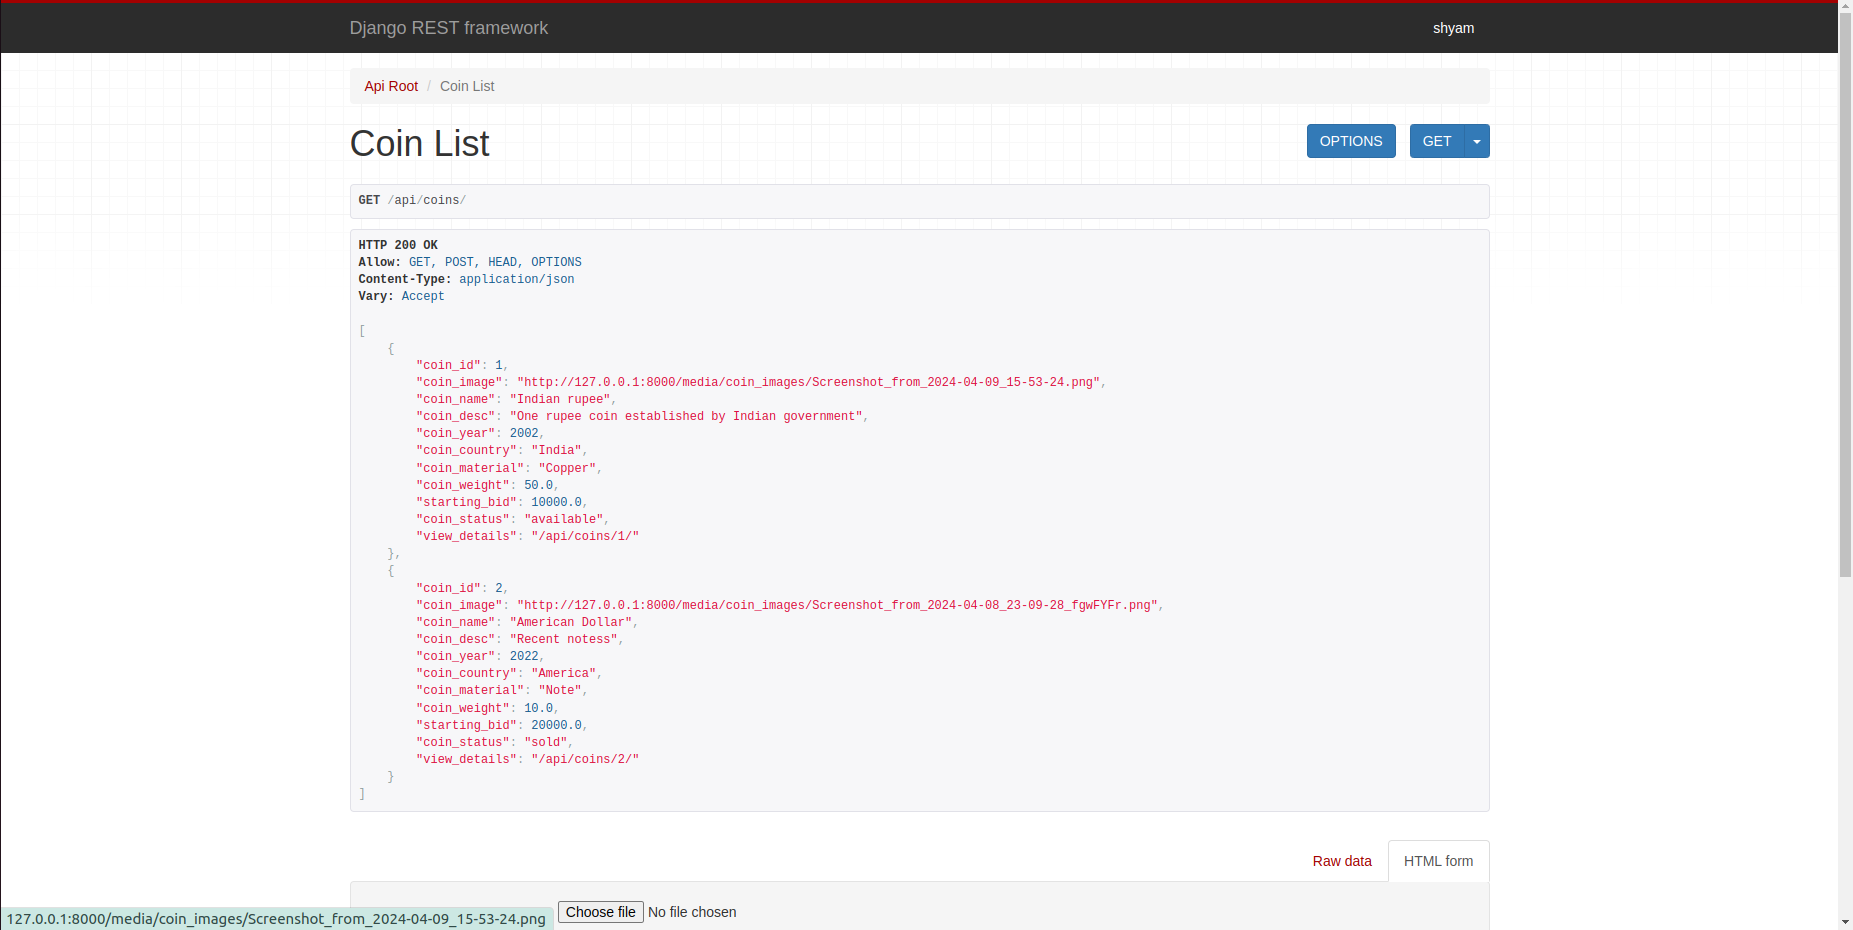 Django REST framework
shyam
Api Root / Coin List
Coin List
OPTIONS
GET
GET /api/coins/
HTTP 200 OK
Allow: GET, POST, HEAD, OPTIONS
Content-Type: application/json
Vary: Accept
[
    {
        "coin_id": 1,
        "coin_image": "http://127.0.0.1:8000/media/coin_images/Screenshot_from_2024-04-09_15-53-24.png",
        "coin_name": "Indian rupee",
        "coin_desc": "One rupee coin established by Indian government",
        "coin_year": 2002,
        "coin_country": "India",
        "coin_material": "Copper",
        "coin_weight": 50.0,
        "starting_bid": 10000.0,
        "coin_status": "available",
        "view_details": "/api/coins/1/"
    },
    {
        "coin_id": 2,
        "coin_image": "http://127.0.0.1:8000/media/coin_images/Screenshot_from_2024-04-08_23-09-28_fgwFYFr.png",
        "coin_name": "American Dollar",
        "coin_desc": "Recent notess",
        "coin_year": 2022,
        "coin_country": "America",
        "coin_material": "Note",
        "coin_weight": 10.0,
        "starting_bid": 20000.0,
        "coin_status": "sold",
        "view_details": "/api/coins/2/"
    }
]
Raw data
HTML form
Choose file No file chosen
127.0.0.1:8000/media/coin_images/Screenshot_from_2024-04-09_15-53-24.png